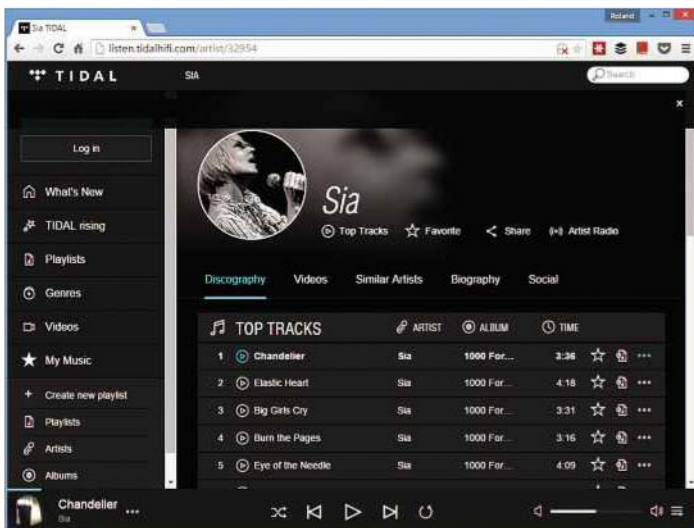 Sia TIDAL
Roland
listen.tidalhifi.com/artist/32954
TIDAL
SIA
Search
Log in
What's New
TIDAL rising
Playlists
Genres
Videos
My Music
Create new playlist
Playlists
Artists
Albums
Sia
Top Tracks Favorite Share Artist Radio
Discography Videos Similar Artists Biography Social
TOP TRACKS ARTIST ALBUM TIME
1 Chandelier Sia 1000 For... 3:36
2 Elastic Heart Sia 1000 For... 4:18
3 Big Girls Cry Sia 1000 For... 3:31
4 Burn the Pages Sia 1000 For... 3:16
5 Eye of the Needle Sia 1000 For... 4:09
Chandelier
Sia